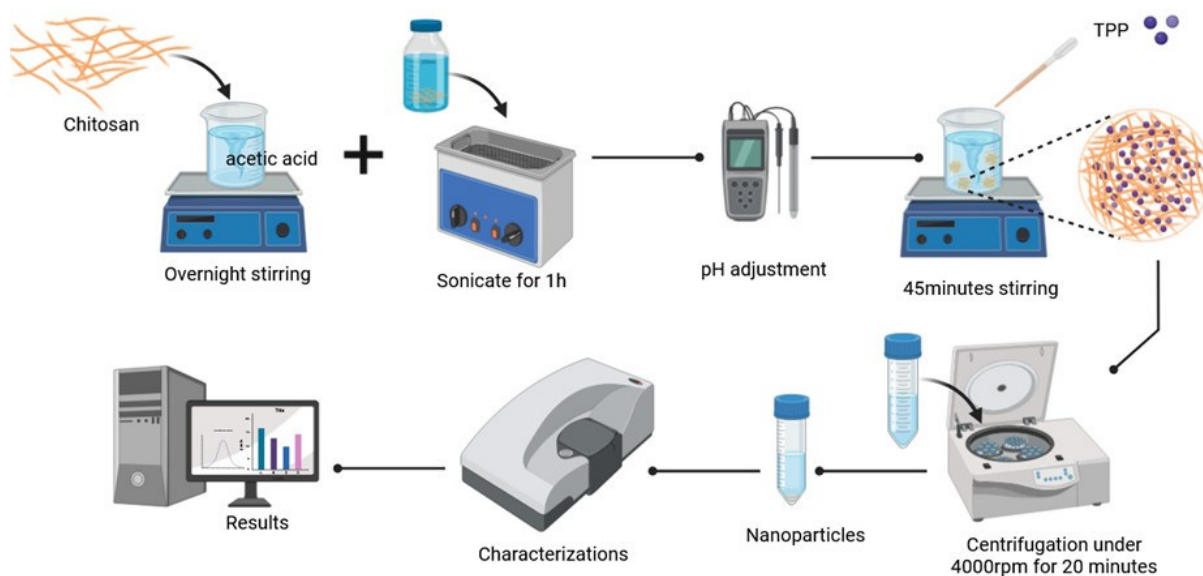 TPP
Chitosan
acetic acid
Overnight stirring
Sonicate for 1h
pH adjustment
45minutes stirring
Results
Characterizations
Nanoparticles
Centrifugation under
4000rpm for 20 minutes